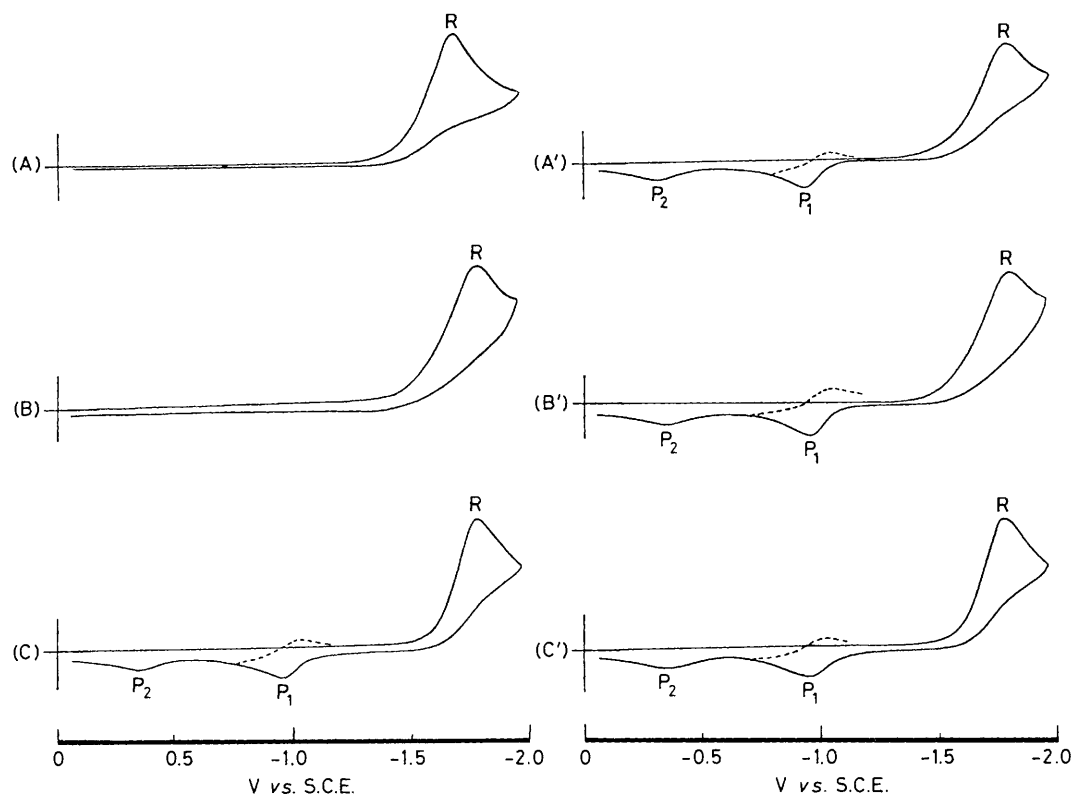 R
R
(A)
(A')
P2
P1
R
R
(B)
(B')
P2
P1
R
R
(C)
(C')
P2
P1
P2
P1
0
0.5
-1.0
-1.5
-2.0
0
-0.5
-1.0
-1.5
-2.0
V vs. S.C.E.
V vs. S.C.E.